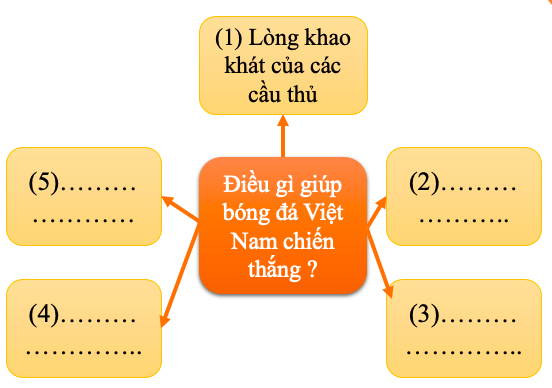 (1) Lòng khao
khát của các
cầu thủ
(5)………
…………
Điều gì giúp
bóng đá Việt
Nam chiến
thắng ?
(2)………
………..
(4)………
…………..
(3)………
…………..